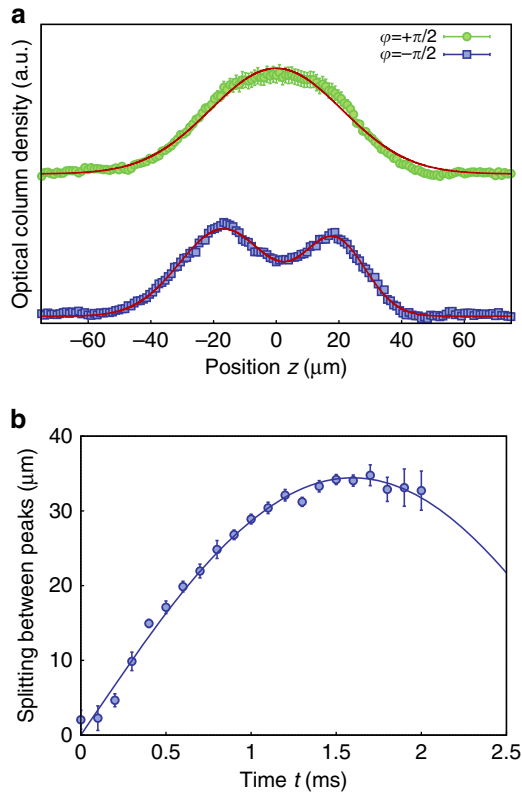 a
φ=+π/2
φ=−π/2
Optical column density (a.u.)
−60 −40 −20 0 20 40 60
Position z (μm)
b
Splitting between peaks (μm)
40
30
20
10
0
0 0.5 1 1.5 2 2.5
Time t (ms)